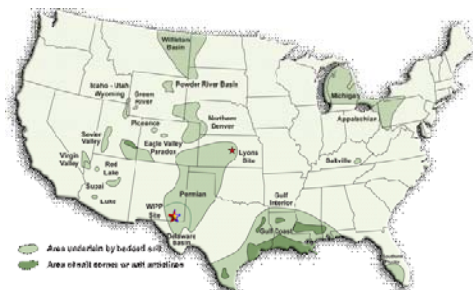 Williston
Basin
Powder River Basin
Idaho - Utah
Wyoming
Green
River
Michigan
Appalachian
Northern
Denver
Piceance
Eagle Valley
Paradox
Lyons
Site
Sevier
Valley
Virgin
Valley
Red
Lake
Supai
Luke
Permian
WIPP
Site
Delaware
Basin
Gulf
Interior
Gulf Coast
Saltville
Area underlain by bedded salt
Area of salt domes or salt anticlines